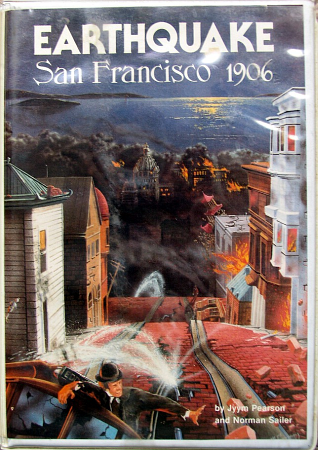 EARTHQUAKE
San Francisco 1906
by Jyym Pearson
and Norman Sailer